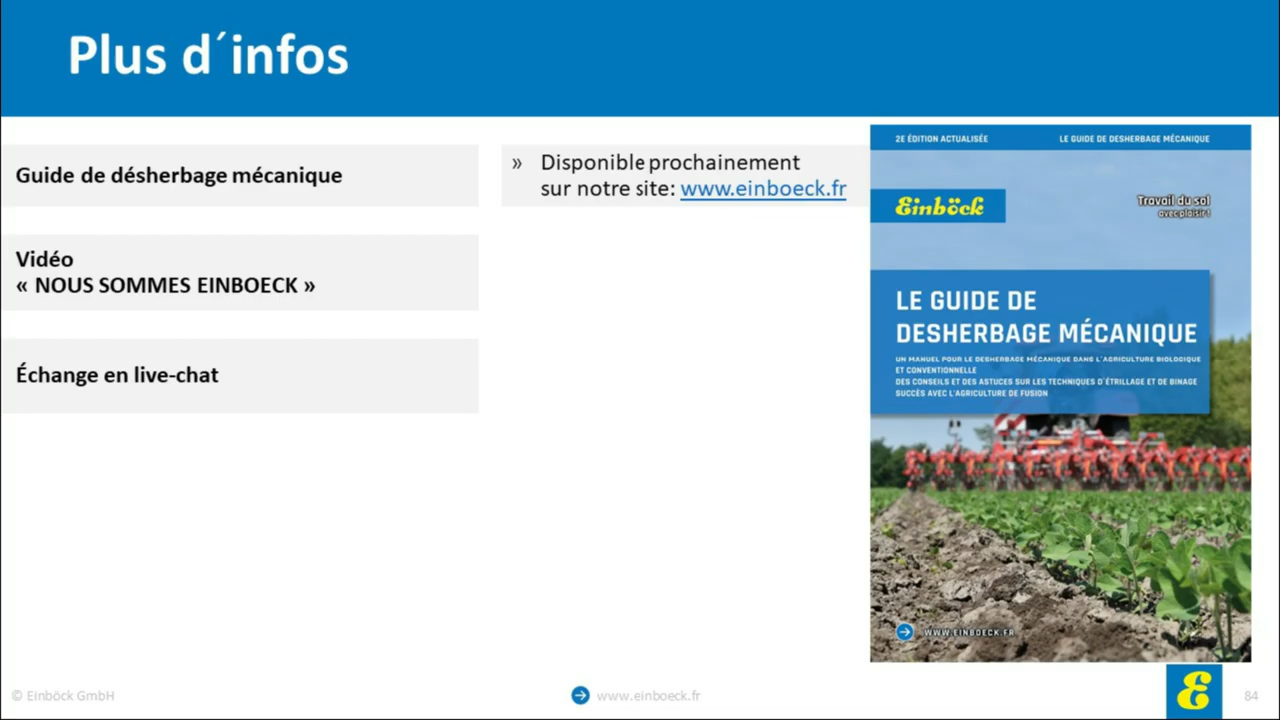 Plus d´infos
Guide de désherbage mécanique
» Disponible prochainement
sur notre site: www.einboeck.fr
Vidéo
« NOUS SOMMES EINBOECK »
Échange en live-chat
2E ÉDITION ACTUALISÉE
LE GUIDE DE DESHERBAGE MÉCANIQUE
Einböck
Travail du sol
avec plaisir !
LE GUIDE DE
DESHERBAGE MÉCANIQUE
UN MANUEL POUR LE DESHERBAGE MÉCANIQUE DANS L´AGRICULTURE BIOLOGIQUE
ET CONVENTIONNELLE
DES CONSEILS ET DES ASTUCES SUR LES TECHNIQUES D´ÉTRILLAGE ET DE BINAGE
SUCCÈS AVEC L'AGRICULTURE DE FUSION
WWW.EINBOECK.FR
© Einböck GmbH
www.einboeck.fr
E
84